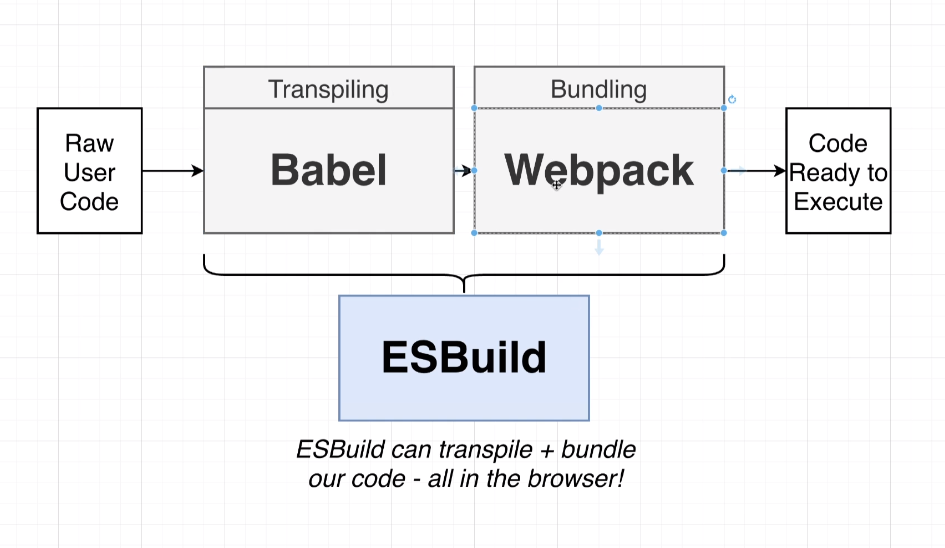 Transpiling
Bundling
Raw
User
Code
Babel
Webpack
Code
Ready to
Execute
ESBuild
ESBuild can transpile + bundle
our code - all in the browser!